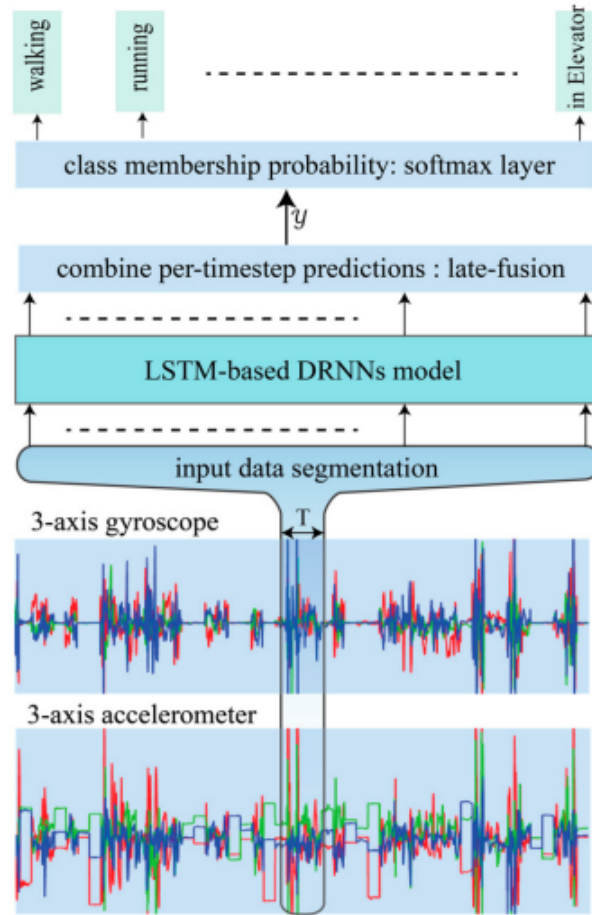 walking
running
in Elevator
class membership probability: softmax layer
y
combine per-timestep predictions : late-fusion
LSTM-based DRNNs model
input data segmentation
T
3-axis gyroscope
3-axis accelerometer